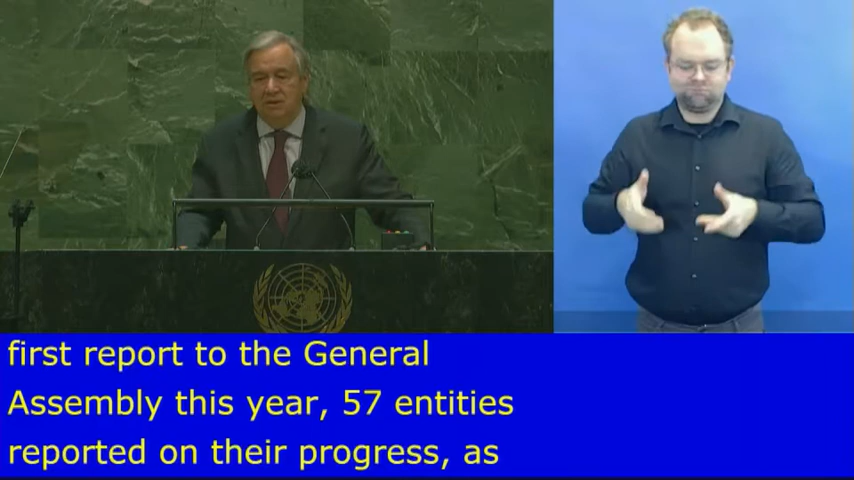 first report to the General
Assembly this year, 57 entities
reported on their progress, as